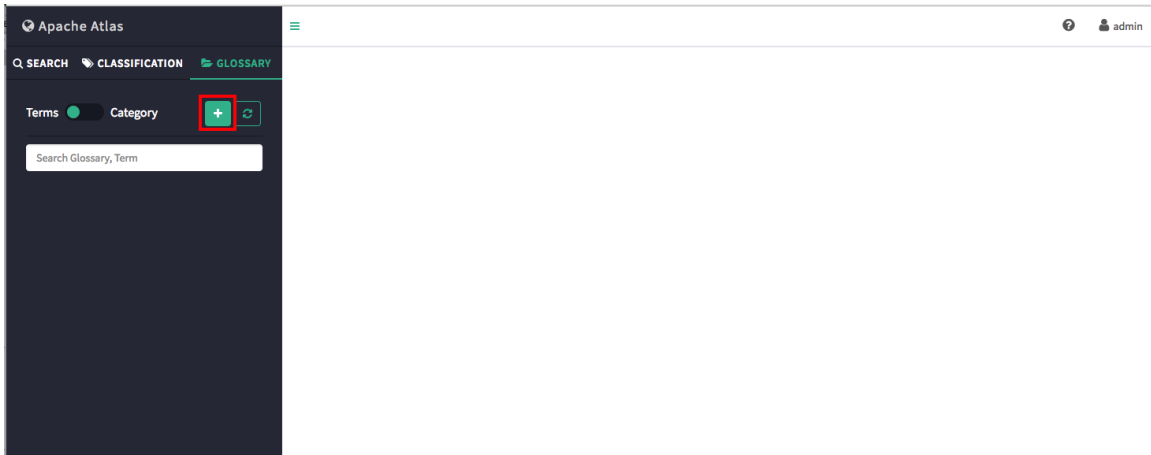 Apache Atlas
admin
SEARCH CLASSIFICATION GLOSSARY
Terms Category
Search Glossary, Term